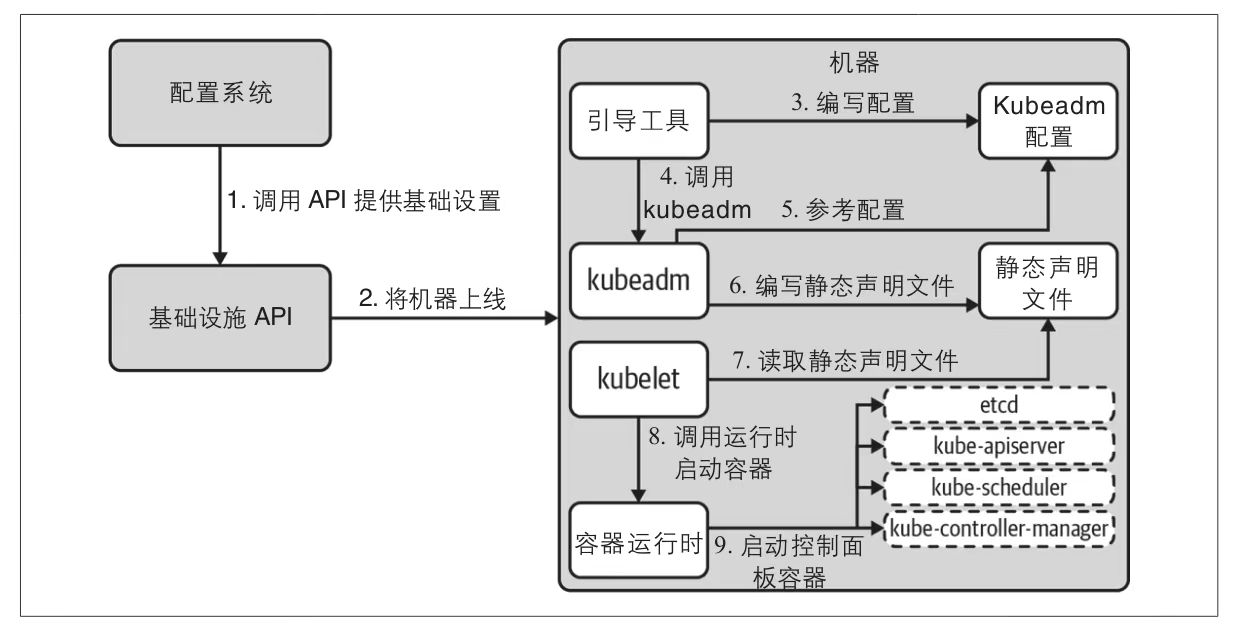 配置系统
1. 调用 API 提供基础设置
基础设施 API
2. 将机器上线
机器
引导工具
3. 编写配置
Kubeadm
配置
4. 调用
kubeadm
5. 参考配置
kubeadm
6. 编写静态声明文件
静态声明
文件
kubelet
7. 读取静态声明文件
8. 调用运行时
启动容器
容器运行时
9. 启动控制面
板容器
etcd
kube-apiserver
kube-scheduler
kube-controller-manager